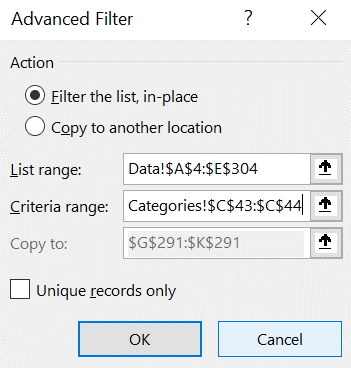 Advanced Filter ?
Action
Filter the list, in-place
Copy to another location
List range: Data!$A$4:$E$304
Criteria range: Categories!$C$43:$C$44
Copy to: $G$291:$K$291
Unique records only
OK Cancel